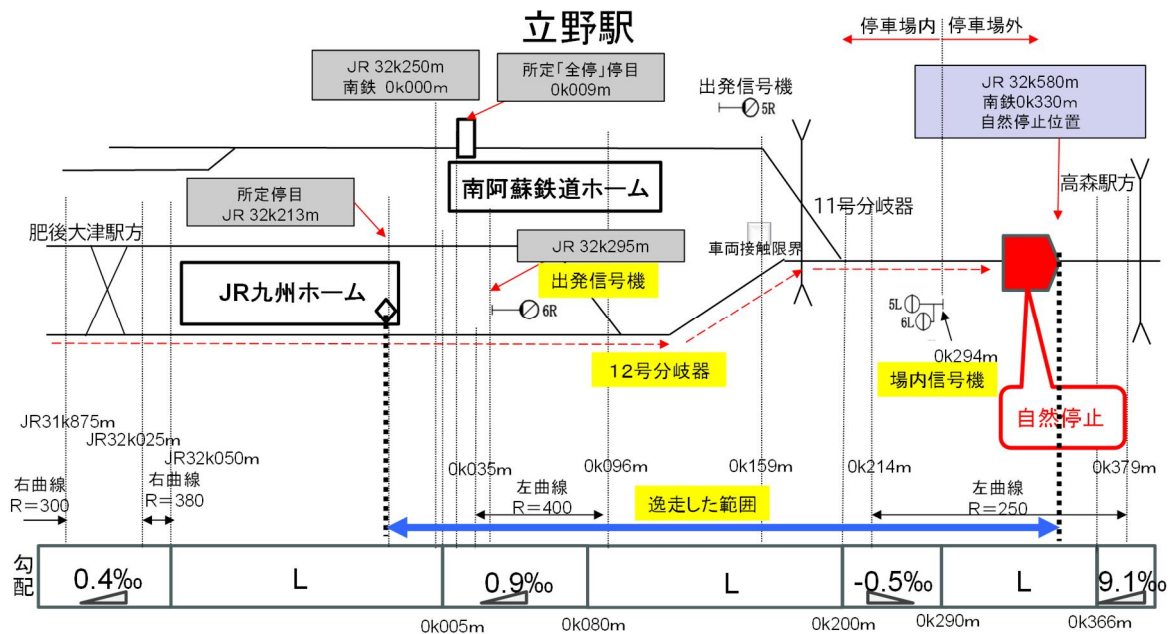 立野駅
停車場内
停車場外
JR 32k250m
南鉄 0k000m
所定「全停」停目
0k009m
出発信号機
5R
JR 32k580m
南鉄0k330m
自然停止位置
所定停目
JR 32k213m
南阿蘇鉄道ホーム
高森駅方
11号分岐器
肥後大津駅方
車両接触限界
JR 32k295m
出発信号機
6R
JR九州ホーム
5L
6L
0k294m
場内信号機
12号分岐器
自然停止
JR31k875m
JR32k025m
JR32k050m
0k035m
0k096m
0k159m
0k214m
0k379m
右曲線
R=300
右曲線
R=380
左曲線
R=400
逸走した範囲
左曲線
R=250
勾配
0.4‰
L
0.9‰
L
-0.5‰
L
9.1‰
0k005m
0k080m
0k200m
0k290m
0k366m